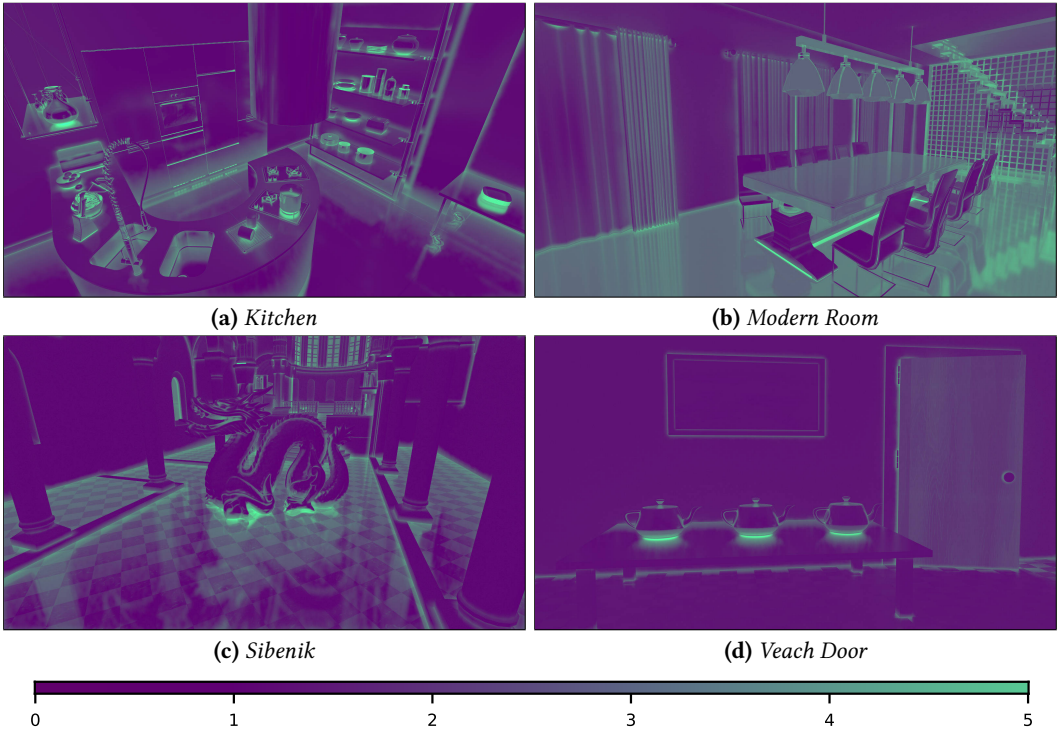 (a) Kitchen
(b) Modern Room
(c) Sibenik
(d) Veach Door
0 1 2 3 4 5